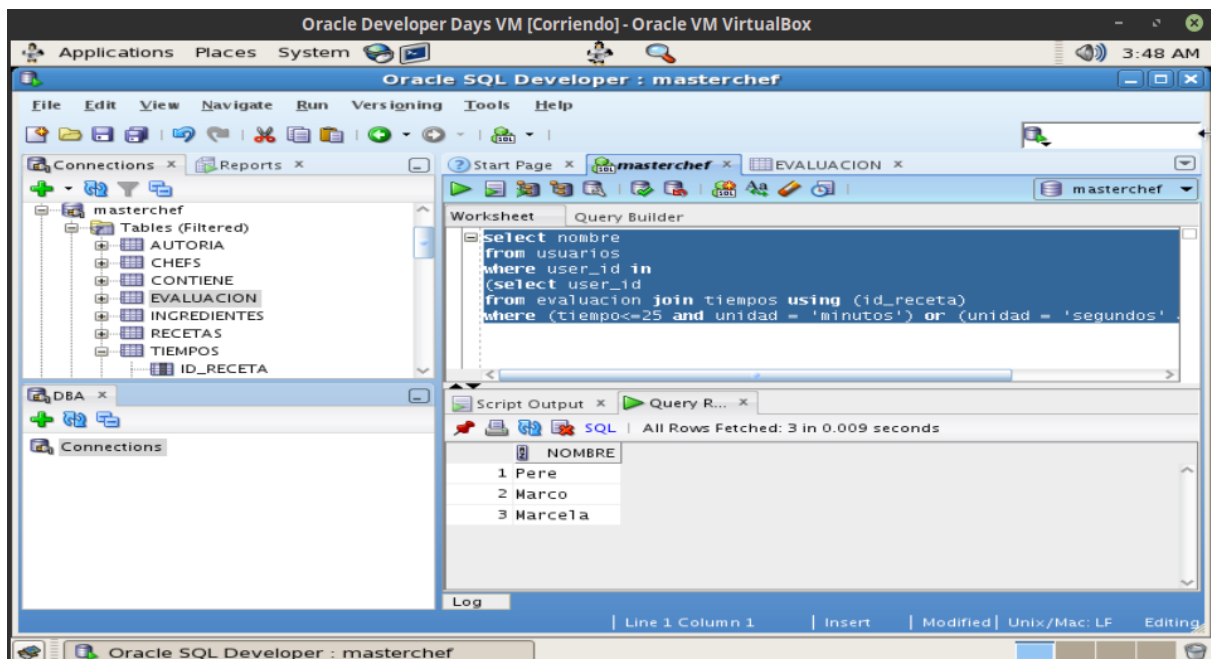 Oracle Developer Days VM [Corriendo] - Oracle VM VirtualBox
Applications Places System 3:48 AM
Oracle SQL Developer : masterchef
File Edit View Navigate Run Versioning Tools Help
Connections Reports
Start Page masterchef EVALUACION
masterchef
masterchef
Tables (Filtered)
AUTORIA
CHEFS
CONTIENE
EVALUACION
INGREDIENTES
RECETAS
TIEMPOS
ID_RECETA
Worksheet Query Builder
select nombre
from usuarios
where user_id in
(select user_id
from evaluacion join tiempos using (id_receta)
where (tiempo<=25 and unidad = 'minutos') or (unidad = 'segundos'
DBA
Connections
Script Output Query R...
SQL | All Rows Fetched: 3 in 0.009 seconds
NOMBRE
1 Pere
2 Marco
3 Marcela
Log
Line 1 Column 1 | Insert | Modified | Unix/Mac: LF Editing
Oracle SQL Developer : masterchef